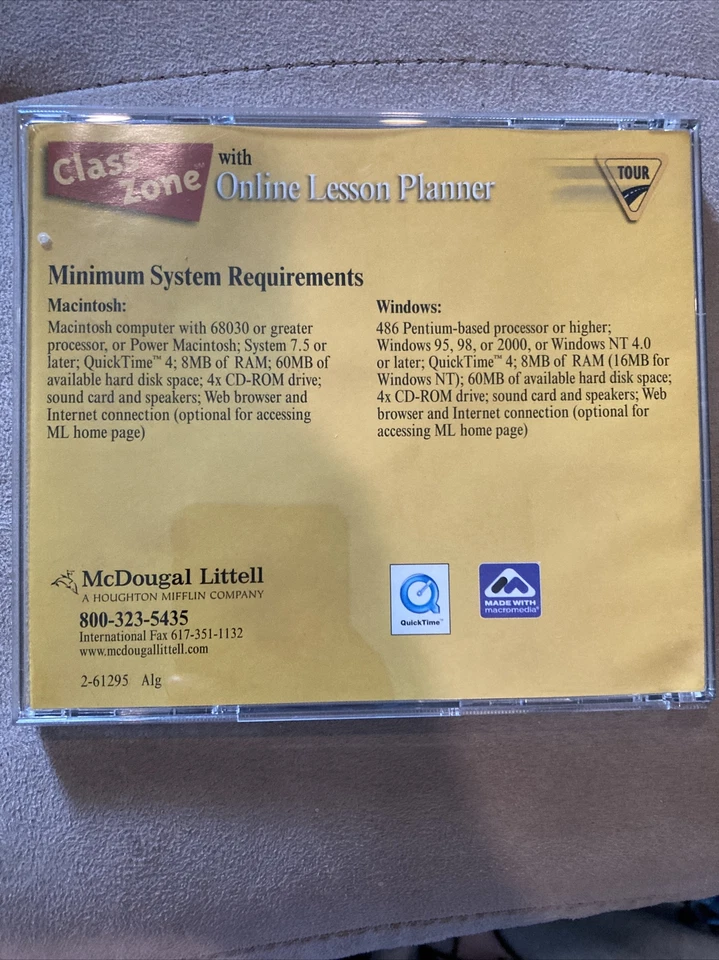 Class Zone™ with
Online Lesson Planner
TOUR
Minimum System Requirements
Macintosh:
Macintosh computer with 68030 or greater
processor, or Power Macintosh; System 7.5 or
later; QuickTime™ 4; 8MB of RAM; 60MB of
available hard disk space; 4x CD-ROM drive;
sound card and speakers; Web browser and
Internet connection (optional for accessing
ML home page)
Windows:
486 Pentium-based processor or higher;
Windows 95, 98, or 2000, or Windows NT 4.0
or later; QuickTime™ 4; 8MB of RAM (16MB for
Windows NT); 60MB of available hard disk space;
4x CD-ROM drive; sound card and speakers; Web
browser and Internet connection (optional for
accessing ML home page)
McDougal Littell
A HOUGHTON MIFFLIN COMPANY
800-323-5435
International Fax 617-351-1132
www.mcdougallittell.com
2-61295 Alg
QuickTime™
MADE WITH
macromedia®